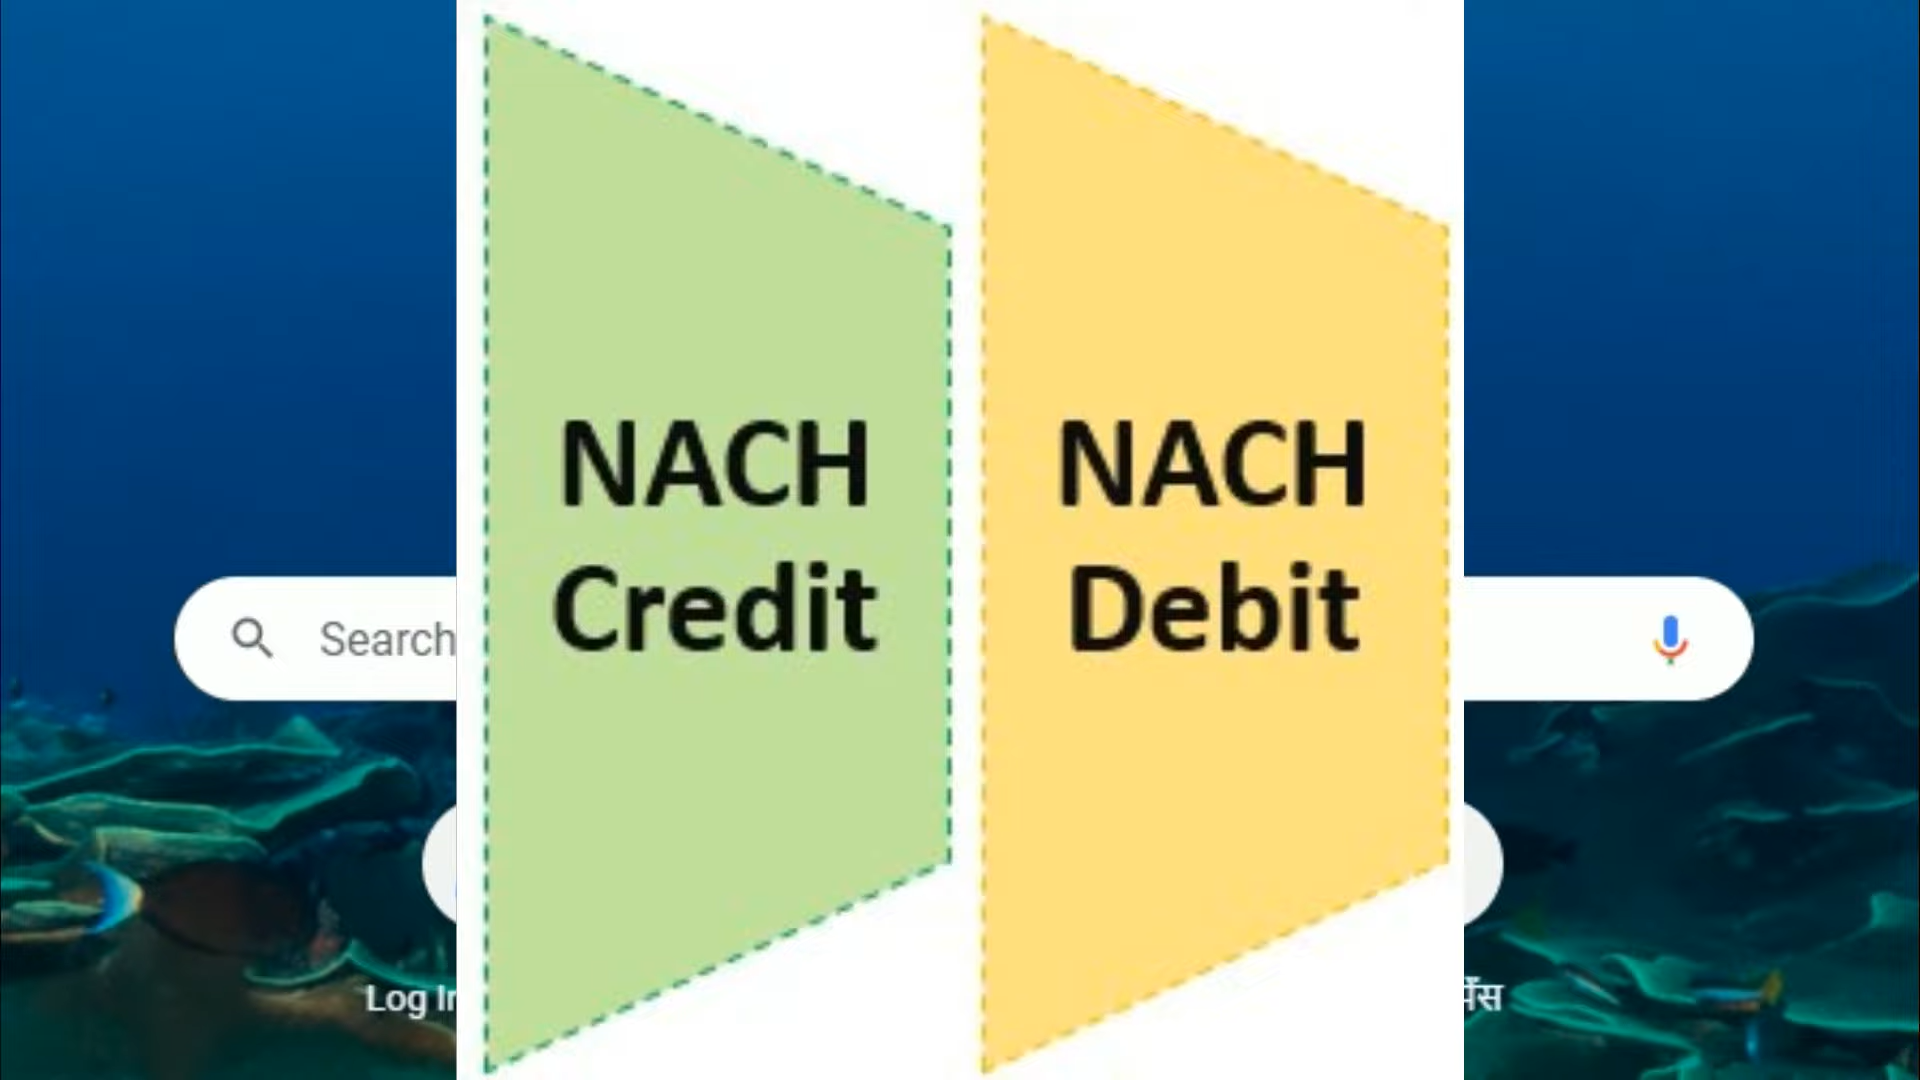 NACH
Credit
NACH
Debit
Search
Log In